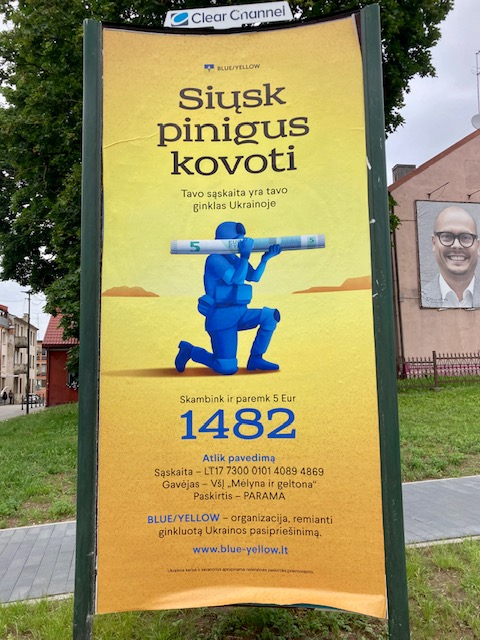 Clear Channel
BLUE/YELLOW
Siųsk
pinigus
kovoti
Tavo sąskaita yra tavo
ginklas Ukrainoje
5
5
Skambink ir paremk 5 Eur
1482
Atlik pavedimą
Sąskaita – LT17 7300 0101 4089 4869
Gavėjas – VšĮ „Mėlyna ir geltona"
Paskirtis – PARAMA
BLUE/YELLOW – organizacija, remianti
ginkluotą Ukrainos pasipriešinimą.
www.blue-yellow.lt